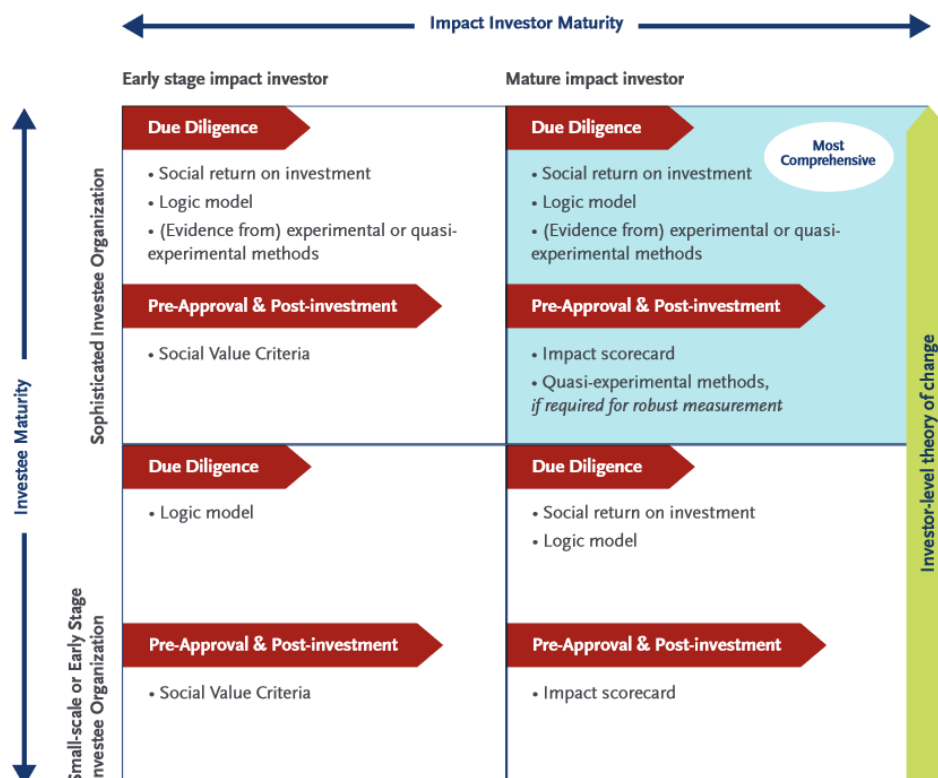 Impact Investor Maturity
Early stage impact investor
Mature impact investor
Investee Maturity
Sophisticated Investee Organization
Due Diligence
• Social return on investment
• Logic model
• (Evidence from) experimental or quasi-
experimental methods
Pre-Approval & Post-investment
• Social Value Criteria
Due Diligence
Most
Comprehensive
• Social return on investment
• Logic model
• (Evidence from) experimental or quasi-
experimental methods
Pre-Approval & Post-investment
• Impact scorecard
• Quasi-experimental methods,
if required for robust measurement
Small-scale or Early Stage
Investee Organization
Due Diligence
• Logic model
Pre-Approval & Post-investment
• Social Value Criteria
Due Diligence
• Social return on investment
• Logic model
Pre-Approval & Post-investment
• Impact scorecard
Investor-level theory of change